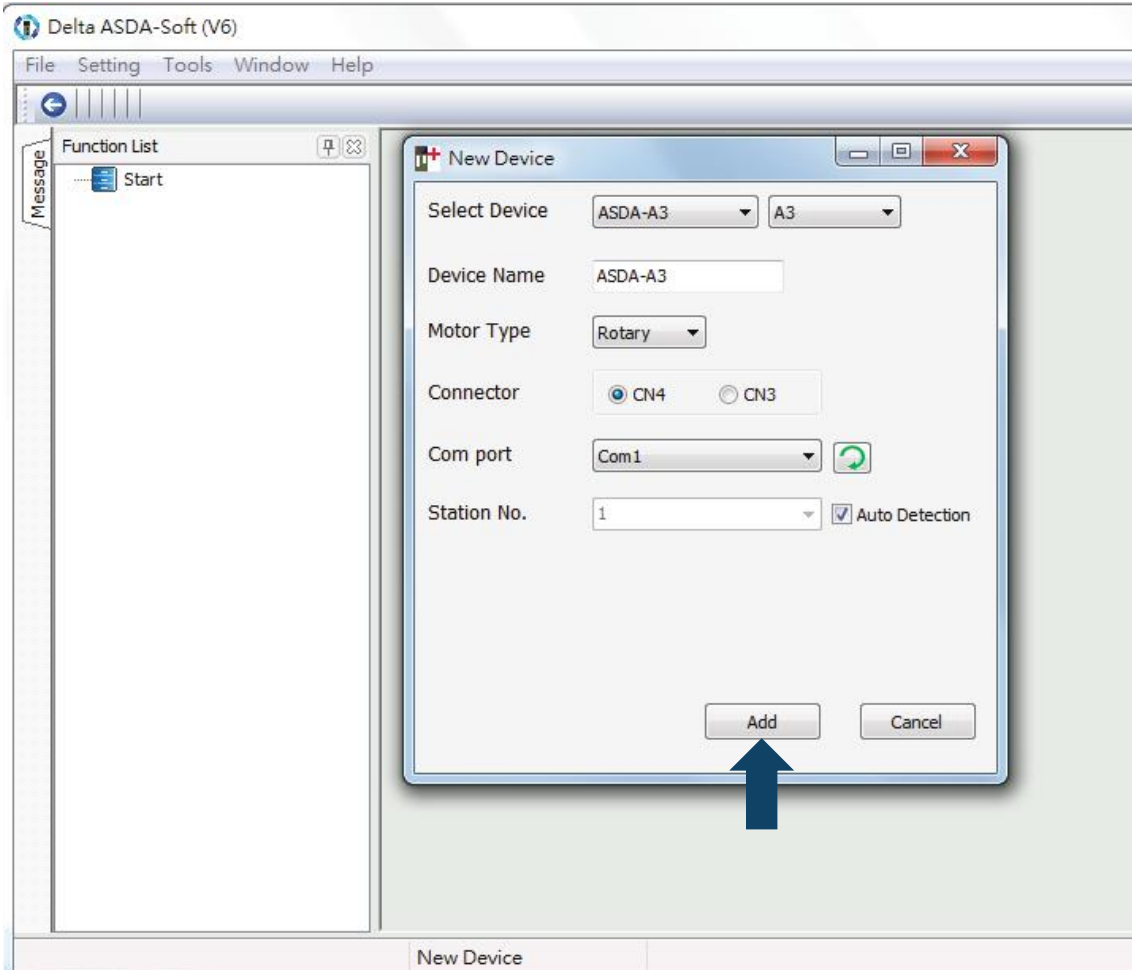 Delta ASDA-Soft (V6)
File Setting Tools Window Help
Message
Function List
Start
New Device
Select Device ASDA-A3 A3
Device Name ASDA-A3
Motor Type Rotary
Connector CN4 CN3
Com port Com1
Station No. 1 Auto Detection
Add Cancel
New Device